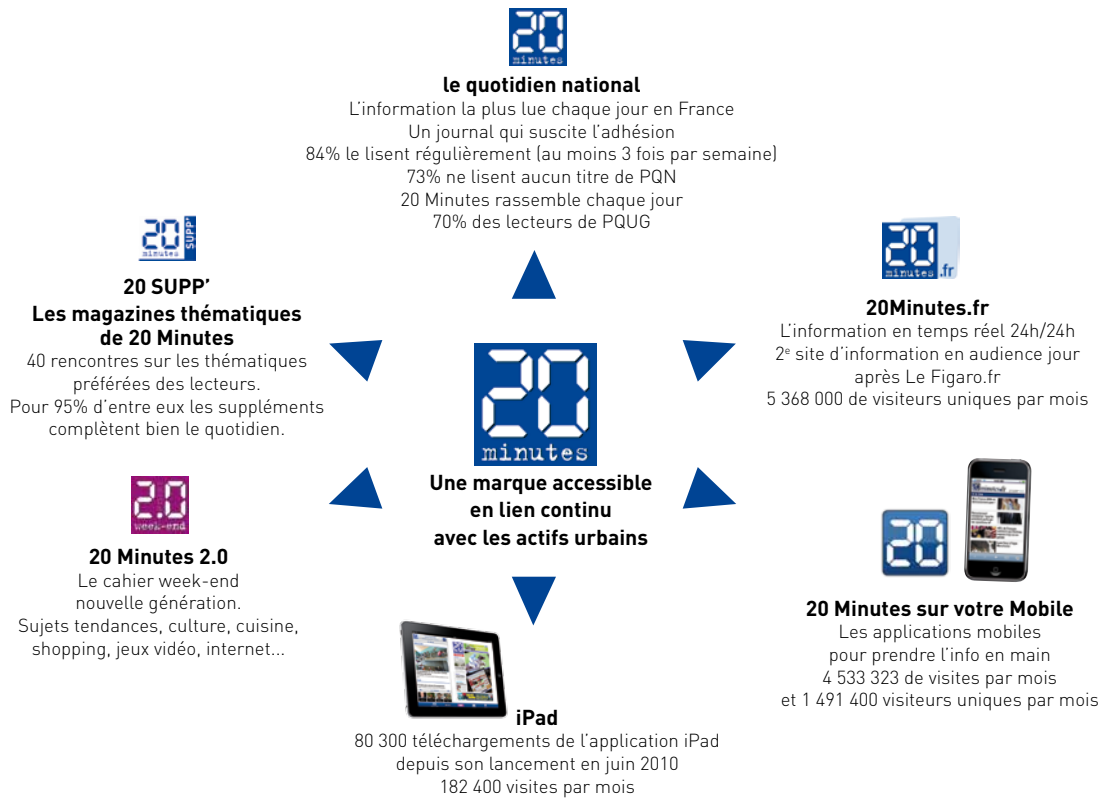 20
minutes
le quotidien national
L'information la plus lue chaque jour en France
Un journal qui suscite l'adhésion
84% le lisent régulièrement (au moins 3 fois par semaine)
73% ne lisent aucun titre de PQN
20 Minutes rassemble chaque jour
70% des lecteurs de PQUG
20
minutes
SUPP'
20 SUPP'
Les magazines thématiques
de 20 Minutes
40 rencontres sur les thématiques
préférées des lecteurs.
Pour 95% d'entre eux les suppléments
complètent bien le quotidien.
20
minutes.fr
20Minutes.fr
L'information en temps réel 24h/24h
2e site d'information en audience jour
après Le Figaro.fr
5 368 000 de visiteurs uniques par mois
20
minutes
Une marque accessible
en lien continu
avec les actifs urbains
2.0
week-end
20 Minutes 2.0
Le cahier week-end
nouvelle génération.
Sujets tendances, culture, cuisine,
shopping, jeux vidéo, internet...
20
20 Minutes sur votre Mobile
Les applications mobiles
pour prendre l'info en main
4 533 323 de visites par mois
et 1 491 400 visiteurs uniques par mois
iPad
80 300 téléchargements de l'application iPad
depuis son lancement en juin 2010
182 400 visites par mois